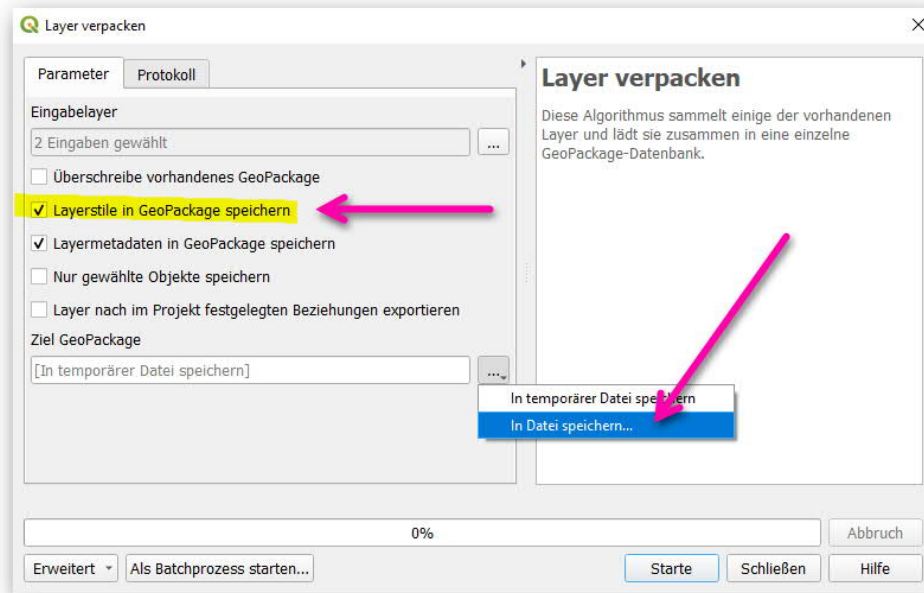 Layer verpacken
Parameter
Protokoll
Eingabelayer
2 Eingaben gewählt
...
Überschreibe vorhandenes GeoPackage
Layerstile in GeoPackage speichern
Layermetadaten in GeoPackage speichern
Nur gewählte Objekte speichern
Layer nach im Projekt festgelegten Beziehungen exportieren
Ziel GeoPackage
[In temporärer Datei speichern]
...
In temporärer Datei speichern
In Datei speichern...
Layer verpacken
Diese Algorithmus sammelt einige der vorhandenen
Layer und lädt sie zusammen in eine einzelne
GeoPackage-Datenbank.
0%
Abbruch
Erweitert
Als Batchprozess starten...
Starte
Schließen
Hilfe